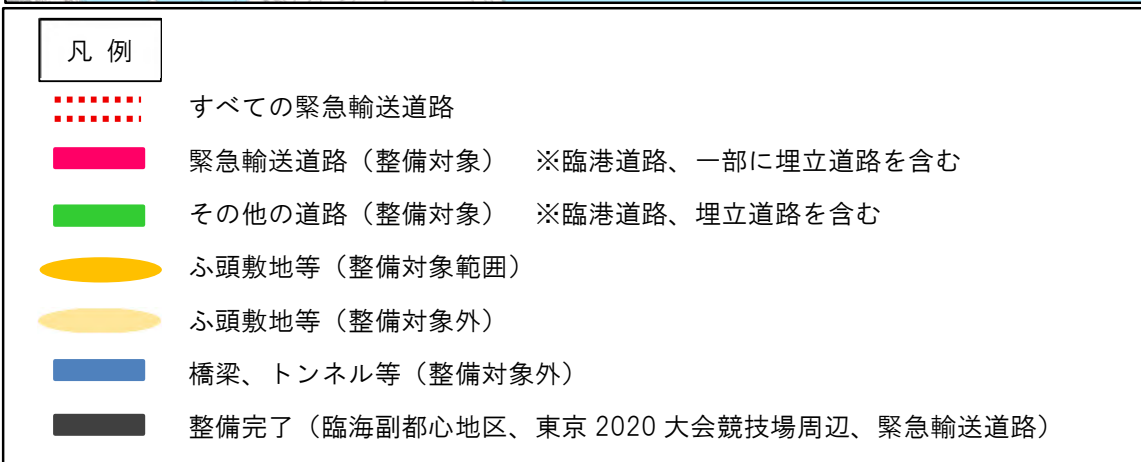 凡 例
すべての緊急輸送道路
緊急輸送道路（整備対象） ※臨港道路、一部に埋立道路を含む
その他の道路（整備対象） ※臨港道路、埋立道路を含む
ふ頭敷地等（整備対象範囲）
ふ頭敷地等（整備対象外）
橋梁、トンネル等（整備対象外）
整備完了（臨海副都心地区、東京 2020 大会競技場周辺、緊急輸送道路）